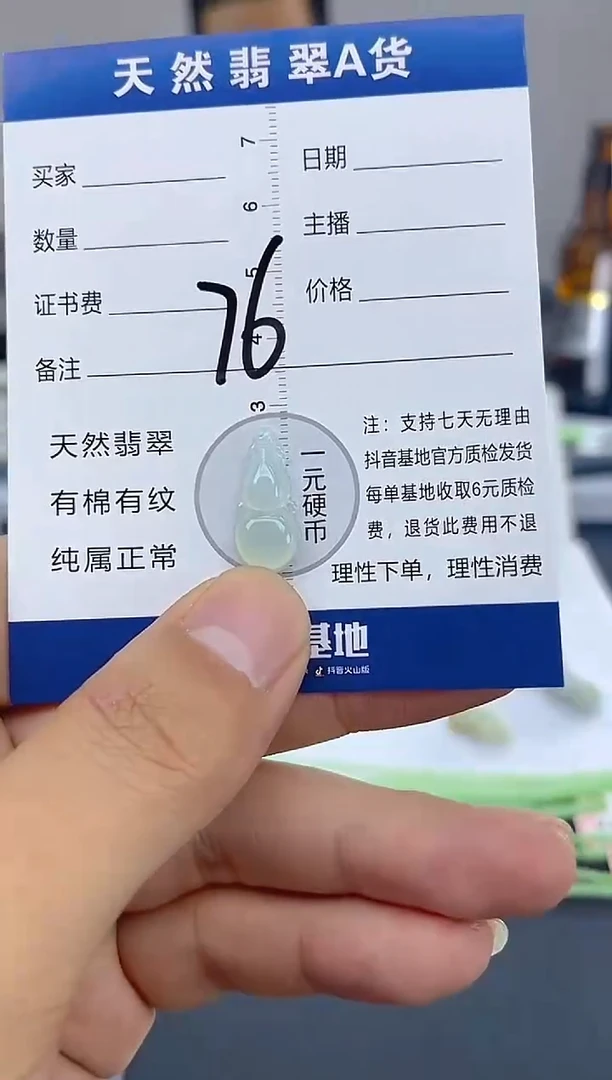 天然翡翠A货
买家
日期
数量
主播
证书费
价格
备注
76
7
6
5
4
3
天然翡翠
有棉有纹
纯属正常
一元硬币
注：支持七天无理由
抖音基地官方质检发货
每单基地收取6元质检
费，退货此费用不退
理性下单，理性消费
基地
抖音火山版